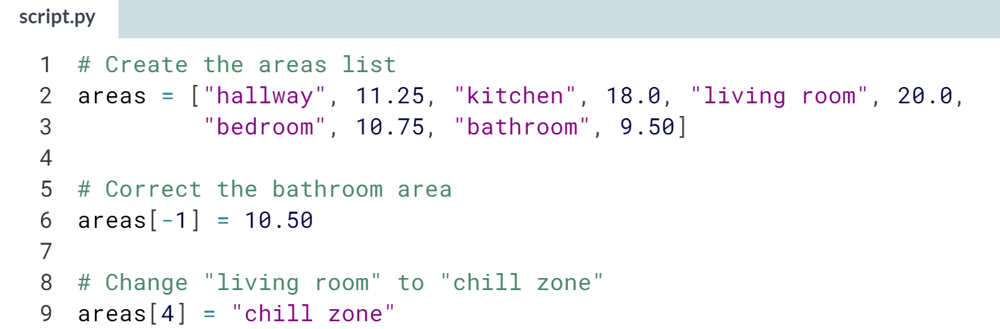 script.py
1 # Create the areas list
2 areas = ["hallway", 11.25, "kitchen", 18.0, "living room", 20.0,
3          "bedroom", 10.75, "bathroom", 9.50]
4
5 # Correct the bathroom area
6 areas[-1] = 10.50
7
8 # Change "living room" to "chill zone"
9 areas[4] = "chill zone"